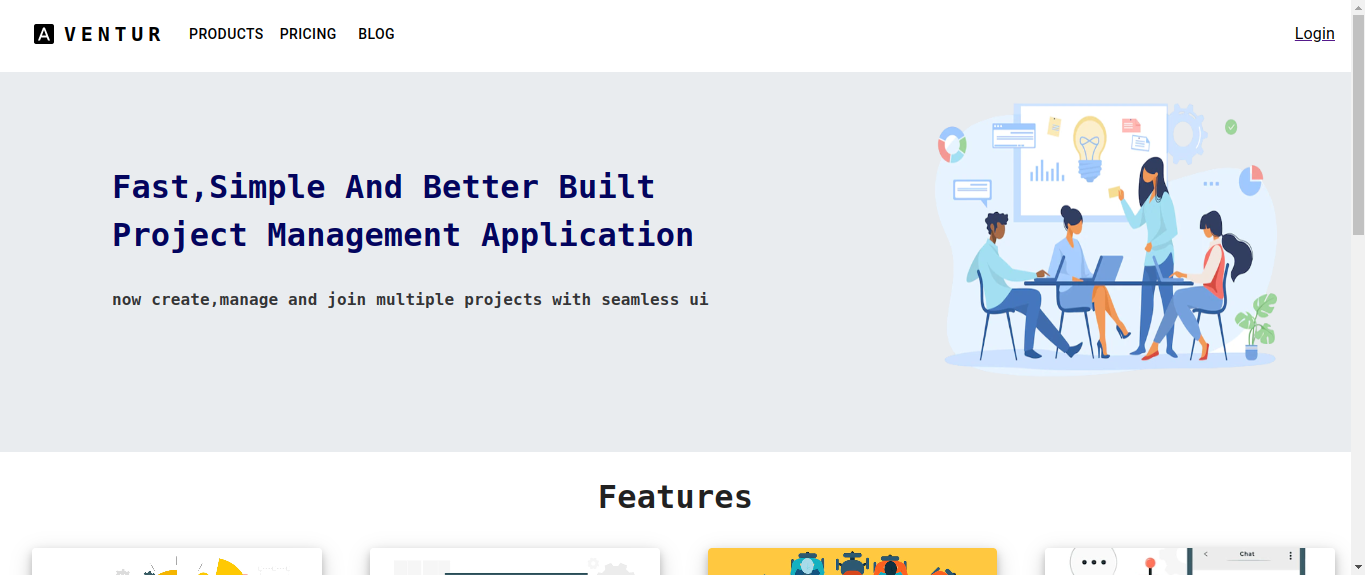 A VENTUR PRODUCTS PRICING BLOG Login
Fast,Simple And Better Built
Project Management Application
now create,manage and join multiple projects with seamless ui
Features
Chat